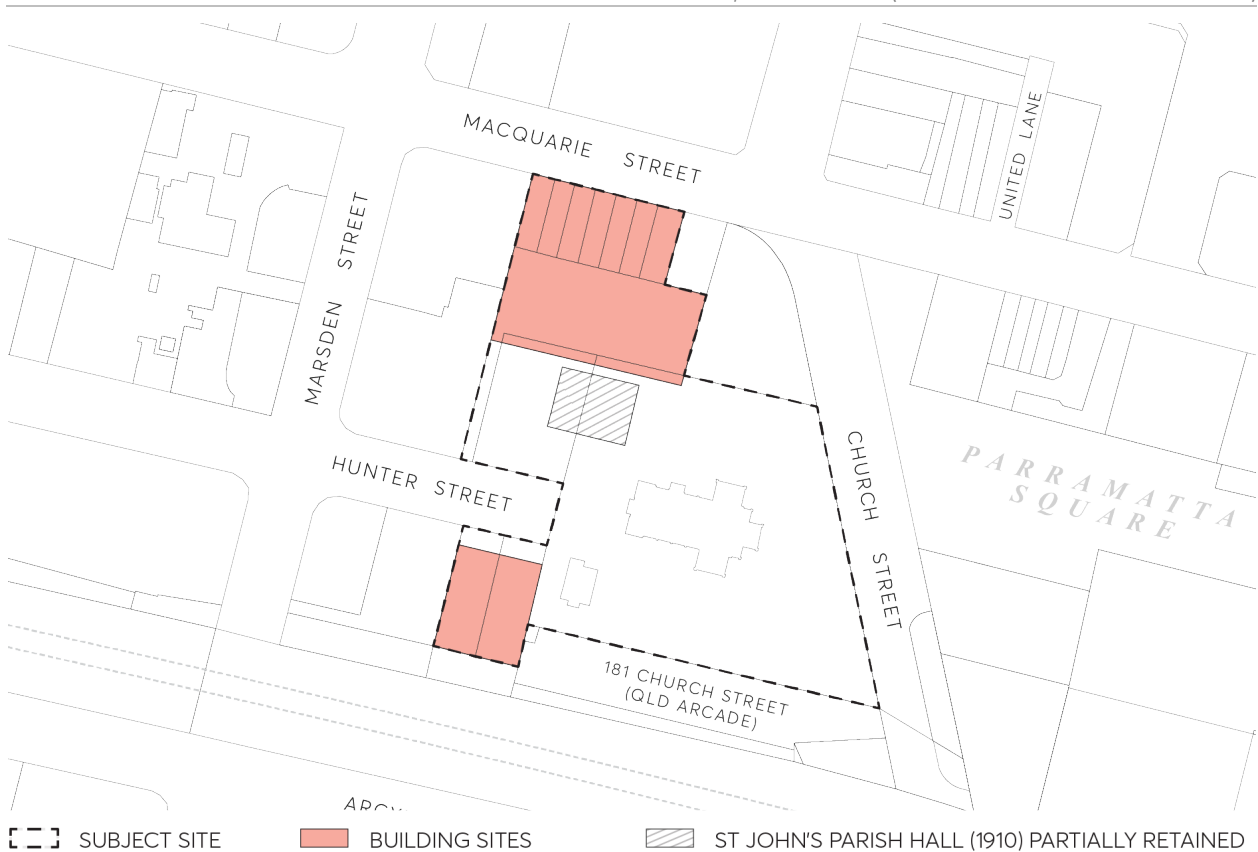 MACQUARIE STREET
UNITED LANE
MARSDEN STREET
HUNTER STREET
CHURCH STREET
PARRAMATTA
SQUARE
181 CHURCH STREET
(QLD ARCADE)
SUBJECT SITE
BUILDING SITES
ST JOHN'S PARISH HALL (1910) PARTIALLY RETAINED